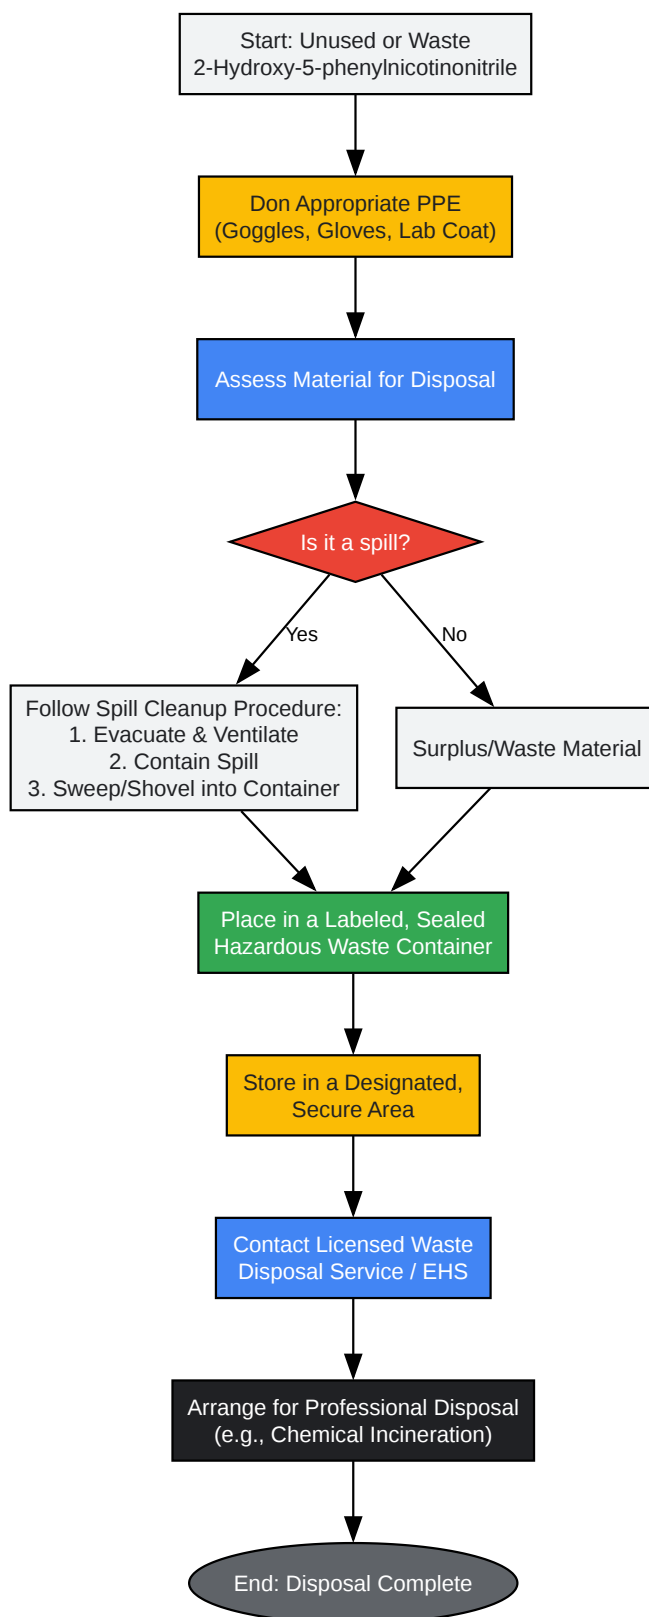 Start: Unused or Waste
2-Hydroxy-5-phenylnicotinonitrile
Don Appropriate PPE
(Goggles, Gloves, Lab Coat)
Assess Material for Disposal
Is it a spill?
Yes
No
Follow Spill Cleanup Procedure:
1. Evacuate & Ventilate
2. Contain Spill
3. Sweep/Shovel into Container
Surplus/Waste Material
Place in a Labeled, Sealed
Hazardous Waste Container
Store in a Designated,
Secure Area
Contact Licensed Waste
Disposal Service / EHS
Arrange for Professional Disposal
(e.g., Chemical Incineration)
End: Disposal Complete